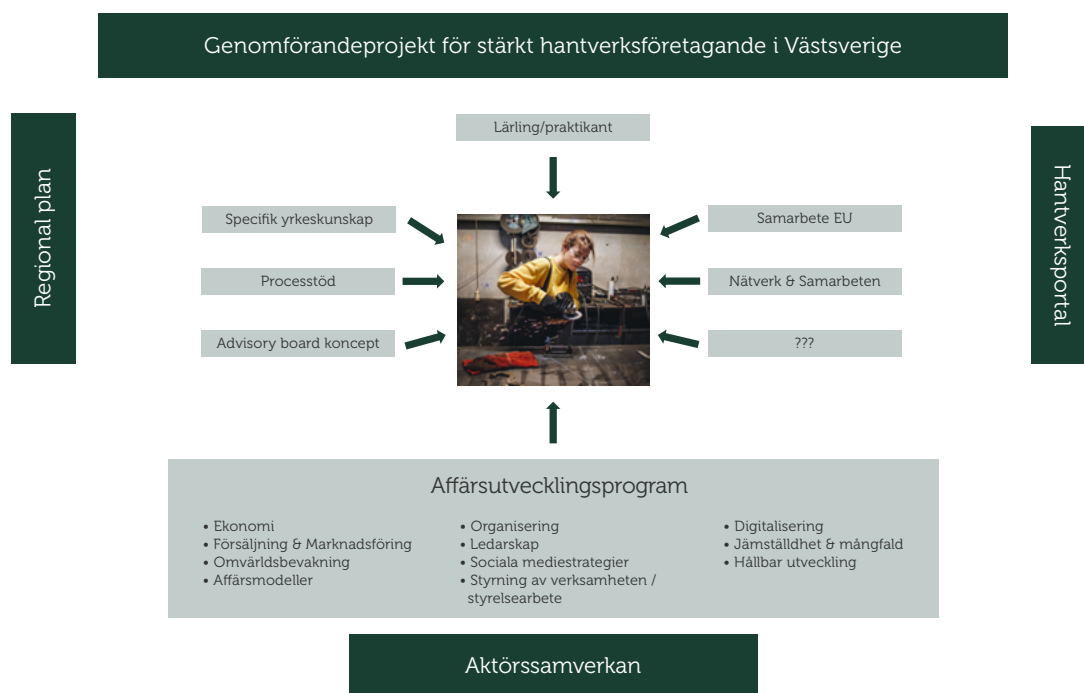 Genomförandeprojekt för stärkt hantverksföretagande i Västsverige
Regional plan
Hantverksportal
Lärling/praktikant
Specifik yrkeskunskap
Samarbete EU
Processtöd
Nätverk & Samarbeten
Advisory board koncept
???
Affärsutvecklingsprogram
• Ekonomi
• Försäljning & Marknadsföring
• Omvärldsbevakning
• Affärsmodeller
• Organisering
• Ledarskap
• Sociala mediestrategier
• Styrning av verksamheten /
styrelsearbete
• Digitalisering
• Jämställdhet & mångfald
• Hållbar utveckling
Aktörssamverkan